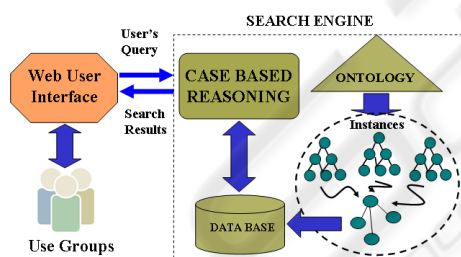 SEARCH ENGINE
User's
Query
Web User
Interface
CASE BASED
REASONING
ONTOLOGY
Search
Results
Instances
DATA BASE
Use Groups